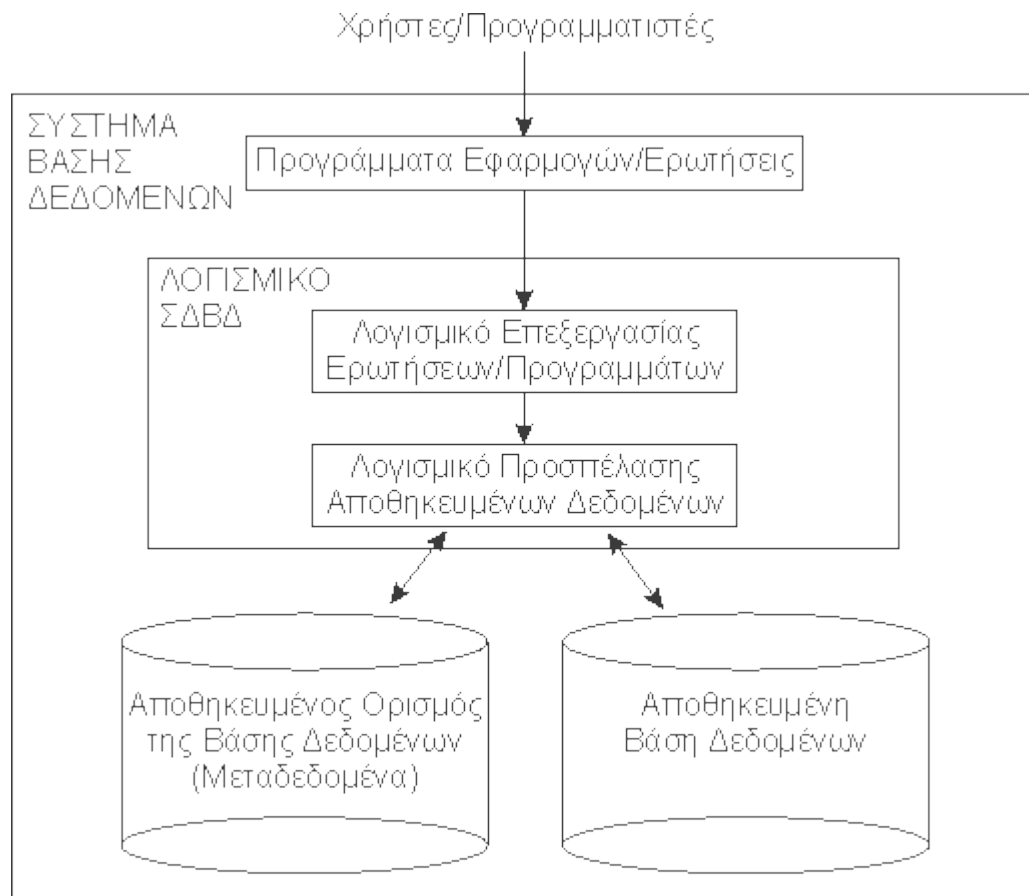 Χρήστες/Προγραμματιστές
ΣΥΣΤΗΜΑ
ΒΑΣΗΣ
ΔΕΔΟΜΕΝΩΝ
Προγράμματα Εφαρμογών/Ερωτήσεις
ΛΟΓΙΣΜΙΚΟ
ΣΔΒΔ
Λογισμικό Επεξεργασίας
Ερωτήσεων/Προγραμμάτων
Λογισμικό Προσπέλασης
Αποθηκευμένων Δεδομένων
Αποθηκευμένος Ορισμός
της Βάσης Δεδομένων
(Μεταδεδομένα)
Αποθηκευμένη
Βάση Δεδομένων